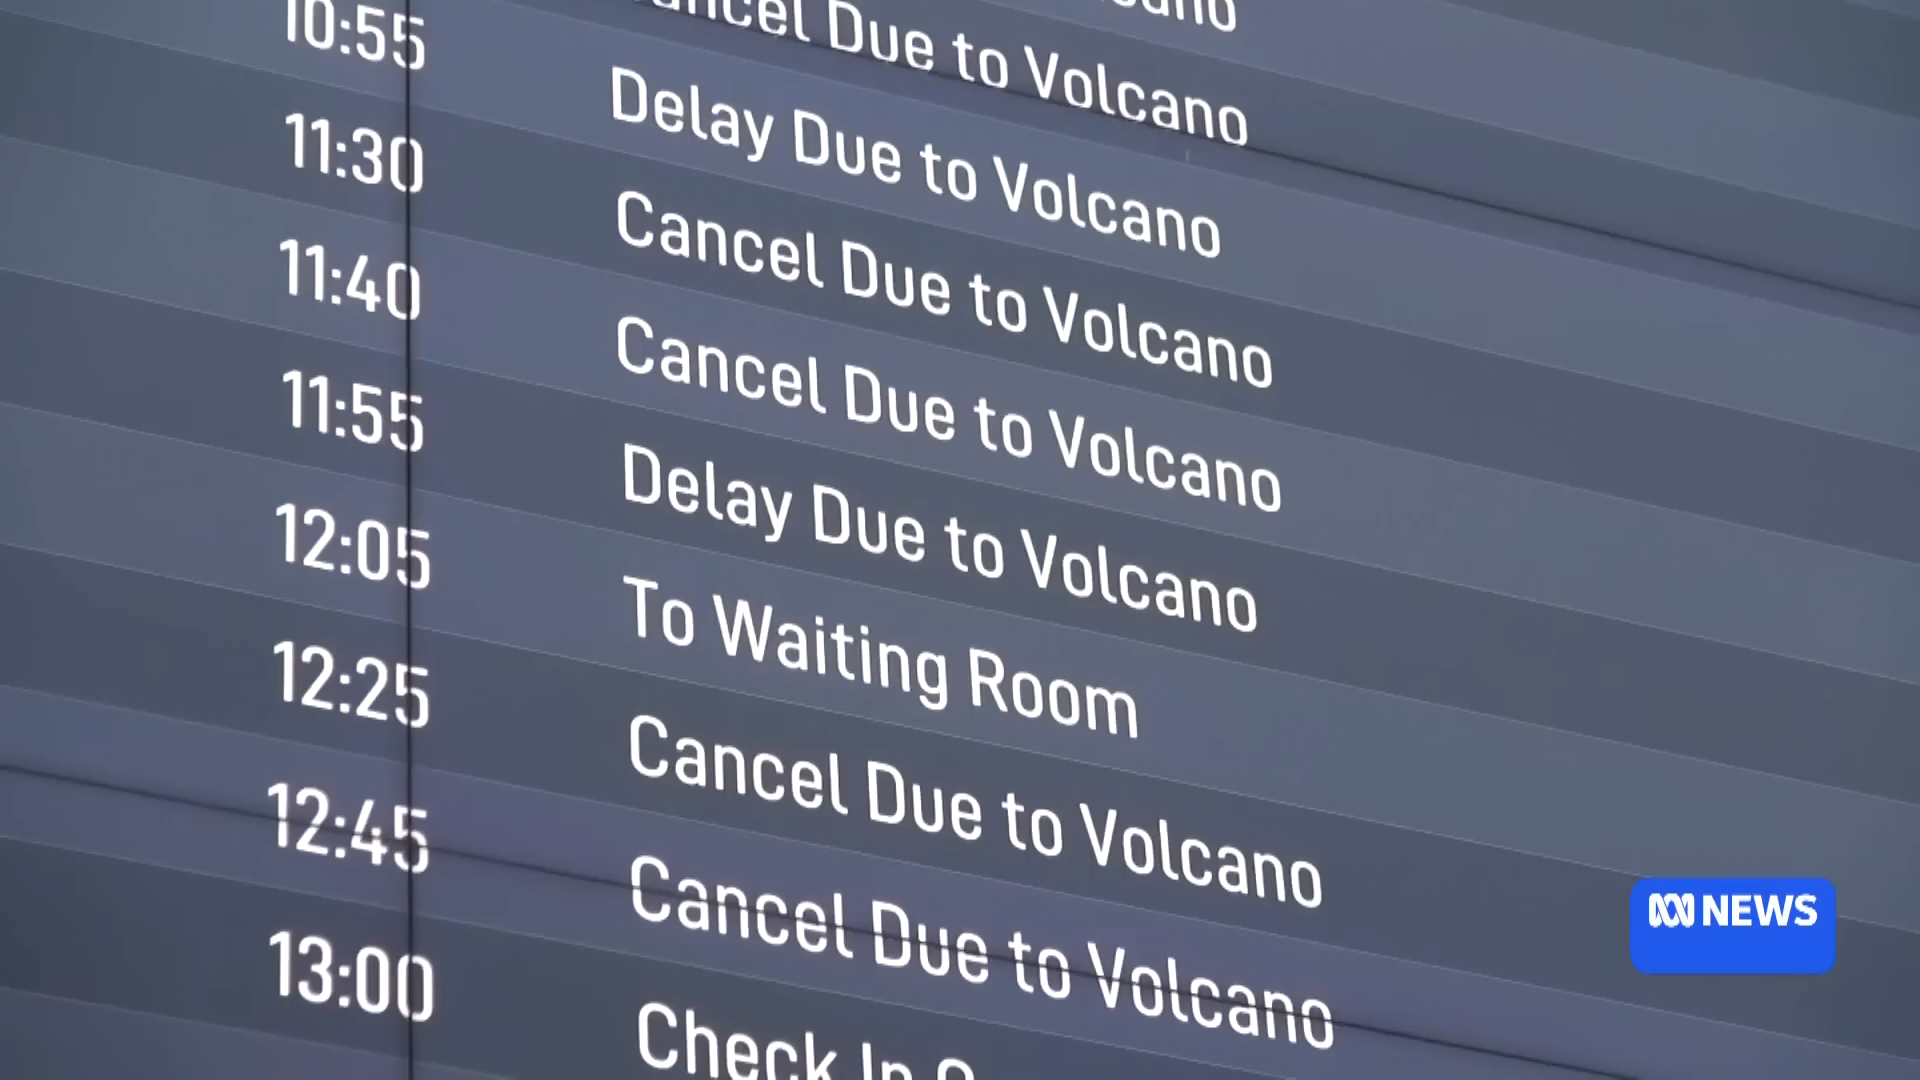 Due to Volcano
10:55 Delay Due to Volcano
11:30 Cancel Due to Volcano
11:40 Cancel Due to Volcano
11:55 Delay Due to Volcano
12:05 To Waiting Room
12:25 Cancel Due to Volcano
12:45 Cancel Due to Volcano
13:00 Check In
NEWS